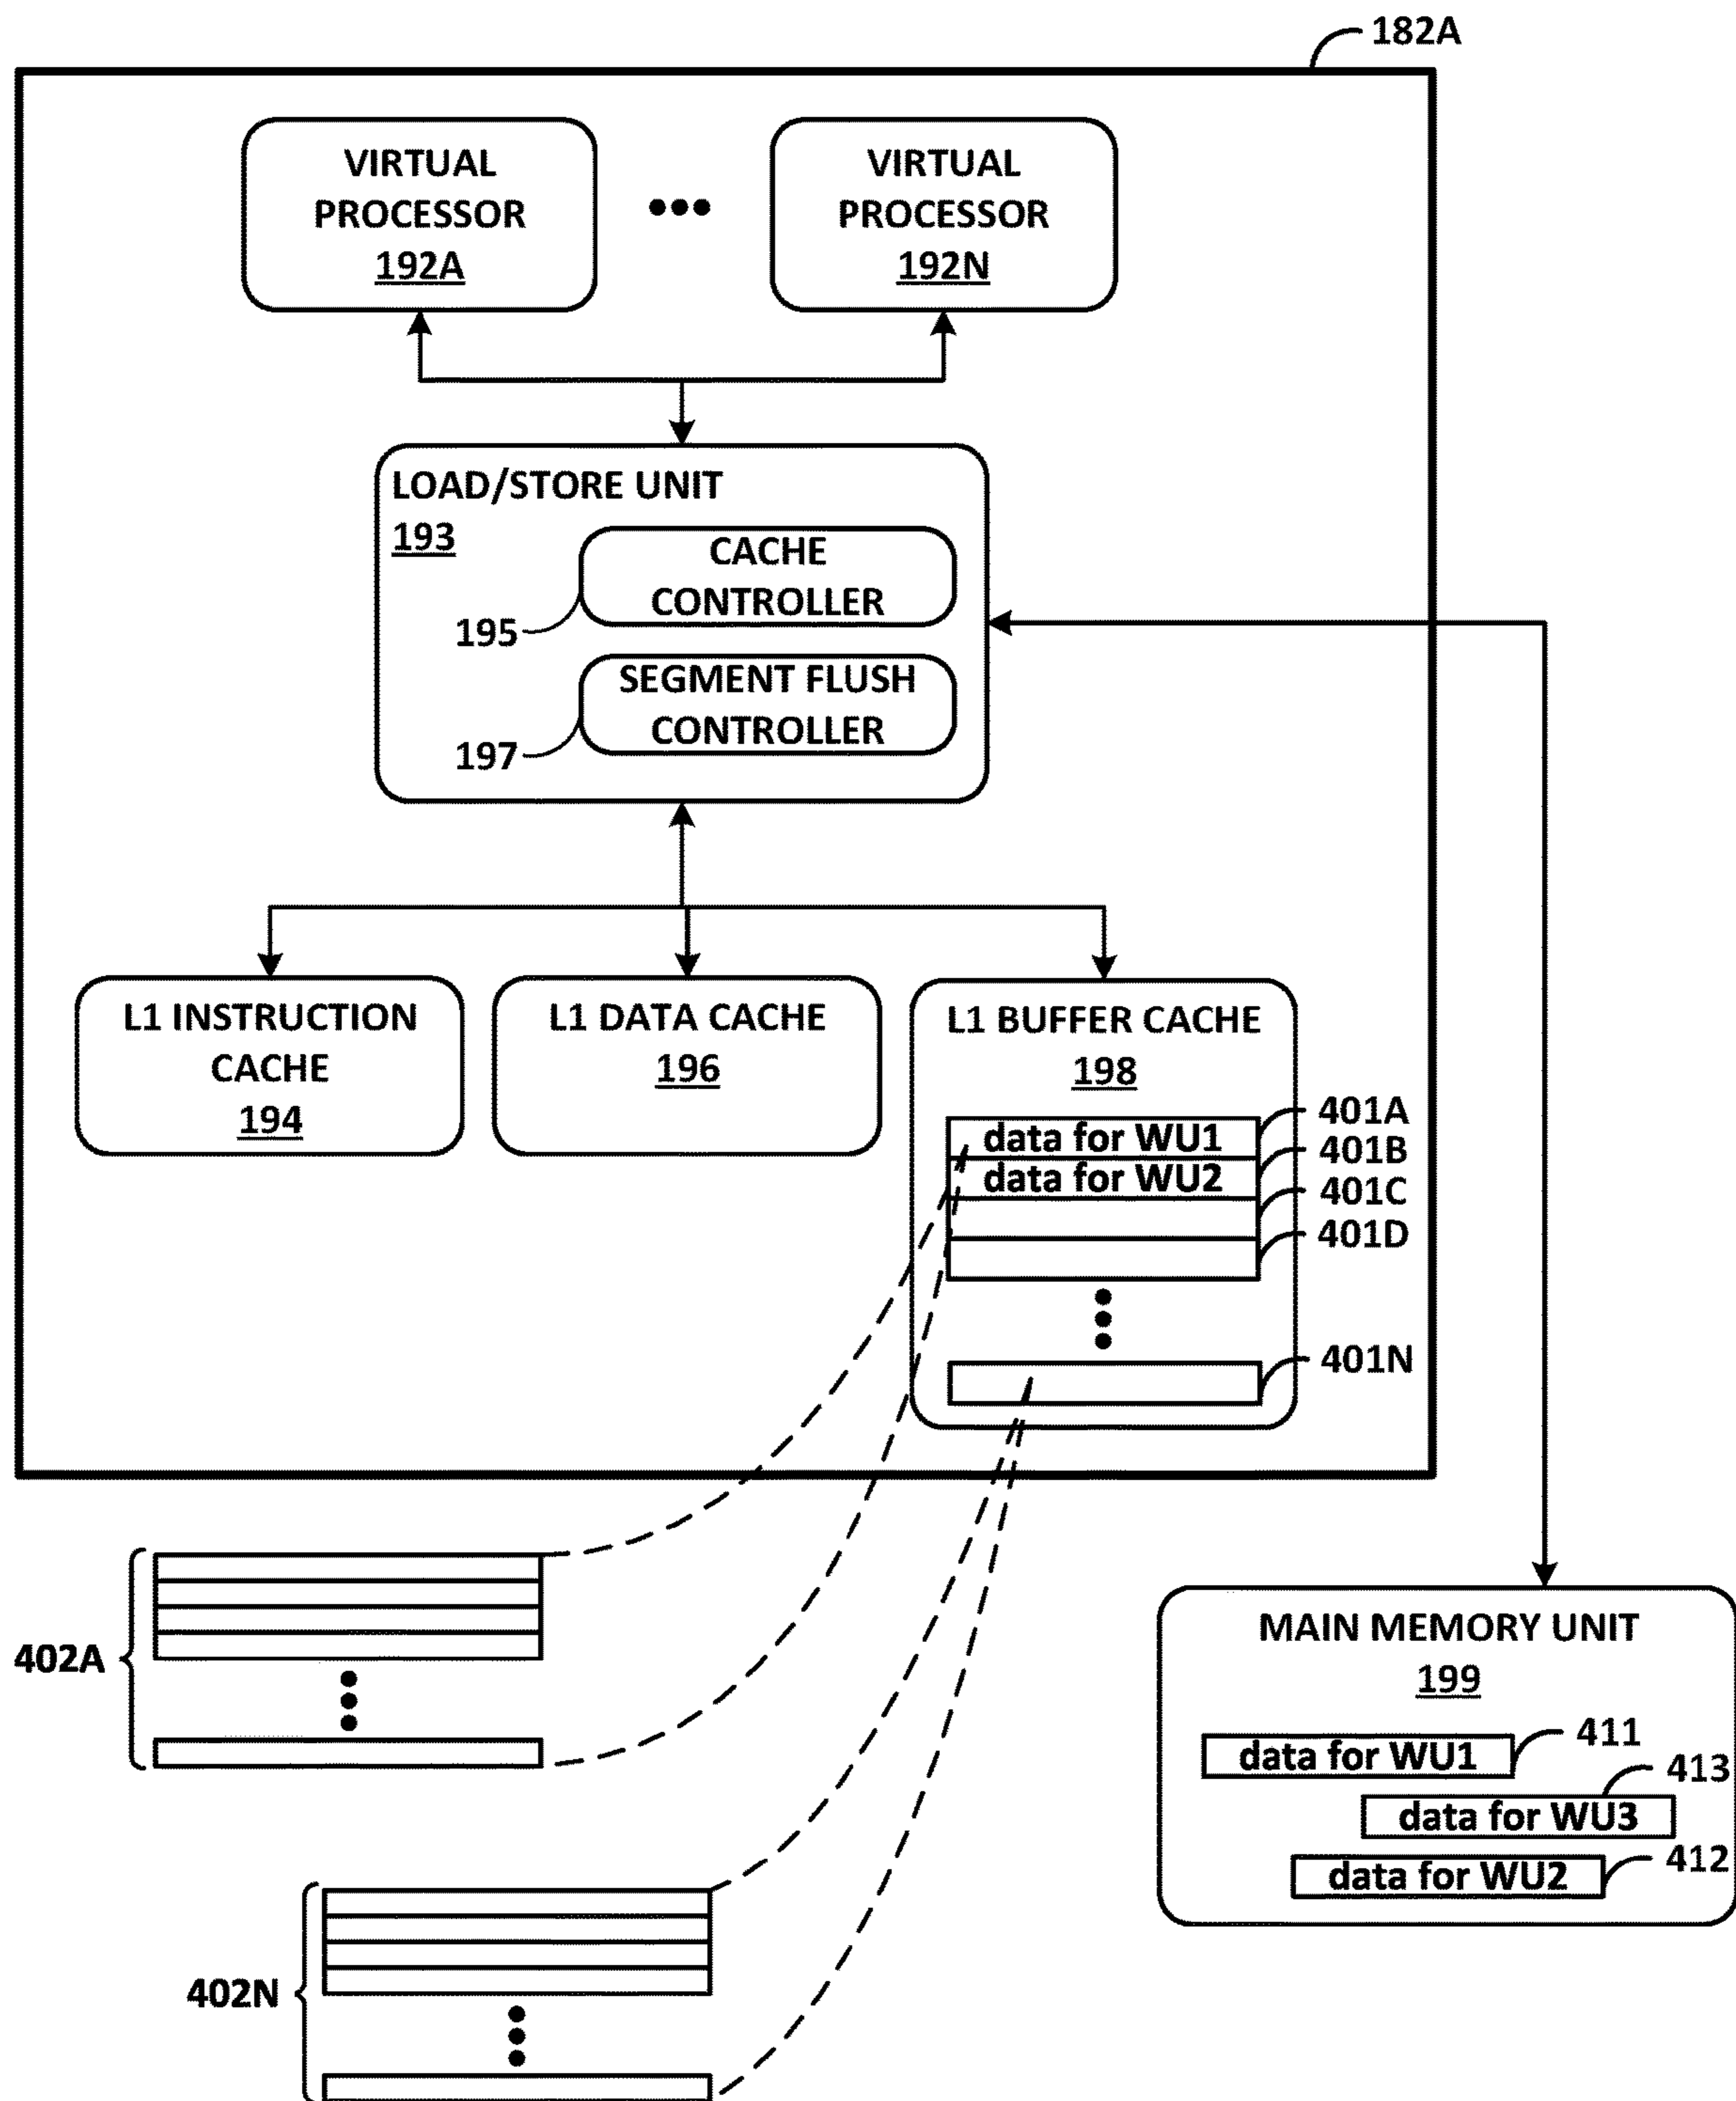 182A
VIRTUAL
PROCESSOR
192A
VIRTUAL
PROCESSOR
192N
LOAD/STORE UNIT
193
CACHE
CONTROLLER
195
SEGMENT FLUSH
CONTROLLER
197
L1 INSTRUCTION
CACHE
194
L1 DATA CACHE
196
L1 BUFFER CACHE
198
data for WU1
401A
data for WU2
401B
401C
401D
401N
402A
402N
MAIN MEMORY UNIT
199
data for WU1
411
data for WU3
413
data for WU2
412